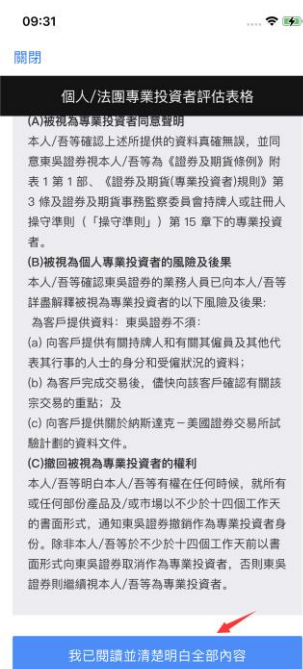 09:31
關閉
個人/法團專業投資者評估表格
(A)被視為專業投資者同意聲明
本人/吾等確認上述所提供的資料真確無誤，並同
意東吳證券視本人/吾等為《證券及期貨條例》附
表 1 第 1 部、《證券及期貨(專業投資者)規則》第
3 條及證券及期貨事務監察委員會持牌人或註冊人
操守準則（「操守準則」）第 15 章下的專業投資
者。
(B)被視為個人專業投資者的風險及後果
本人/吾等確認東吳證券的業務人員已向本人/吾等
詳盡解釋被視為專業投資者的以下風險及後果:
為客戶提供資料：東吳證券不須：
(a) 向客戶提供有關持牌人和有關其僱員及其他代
表其行事的人士的身分和受僱狀況的資料；
(b) 為客戶完成交易後，儘快向該客戶確認有關該
宗交易的重點；及
(c) 向客戶提供關於納斯達克－美國證券交易所試
驗計劃的資料文件。
(C)撤回被視為專業投資者的權利
本人/吾等明白本人/吾等有權在任何時候，就所有
或任何部份產品及/或市場以不少於十四個工作天
的書面形式，通知東吳證券撤銷作為專業投資者身
份。除非本人/吾等於不少於十四個工作天前以書
面形式向東吳證券取消作為專業投資者，否則東吳
證券則繼續視本人/吾等為專業投資者。
我已閱讀並清楚明白全部內容